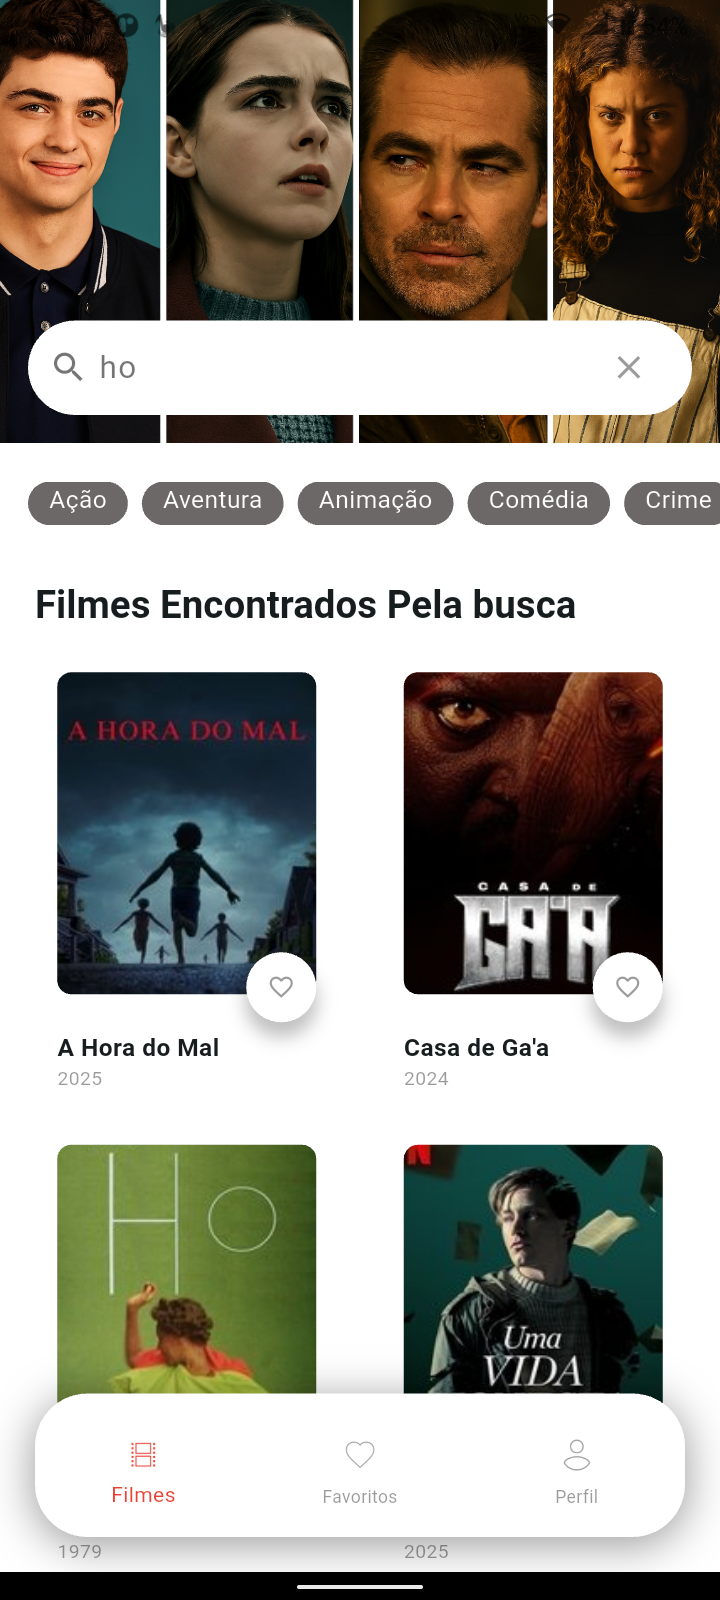 ho
Ação Aventura Animação Comédia Crime
Filmes Encontrados Pela busca
A HORA DO MAL
CASA DE
GA'A
A Hora do Mal
2025
Casa de Ga'a
2024
Ho
N
Uma
VIDA
Filmes
Favoritos
Perfil
1979
2025